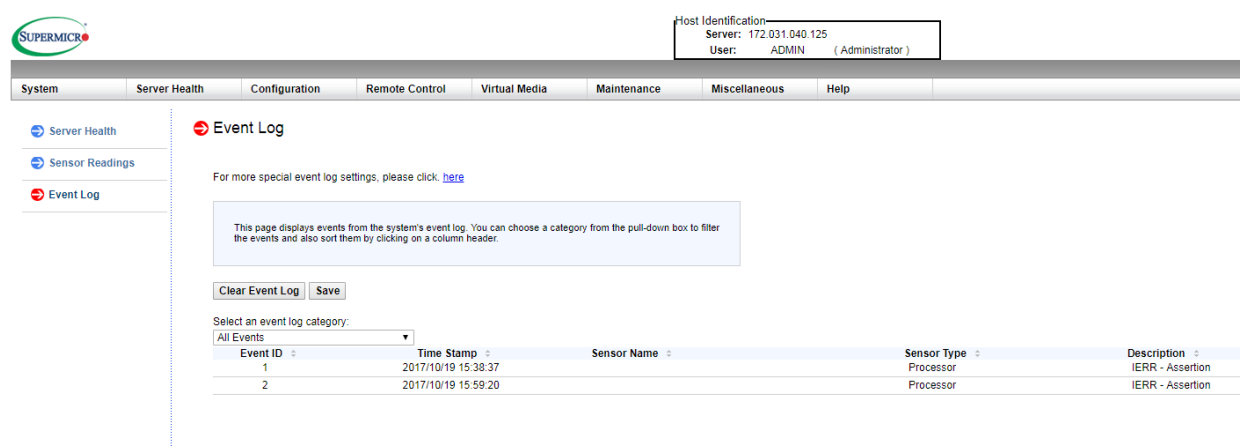 Host Identification
SUPERMICR
Server: 172.031.040.125
User: ADMIN ( Administrator )
System Server Health Configuration Remote Control Virtual Media Maintenance Miscellaneous Help
Server Health
Sensor Readings
Event Log
Event Log
For more special event log settings, please click. here
This page displays events from the system's event log. You can choose a category from the pull-down box to filter
the events and also sort them by clicking on a column header.
Clear Event Log Save
Select an event log category:
All Events
Event ID Time Stamp Sensor Name Sensor Type Description
1 2017/10/19 15:38:37 Processor IERR - Assertion
2 2017/10/19 15:59:20 Processor IERR - Assertion